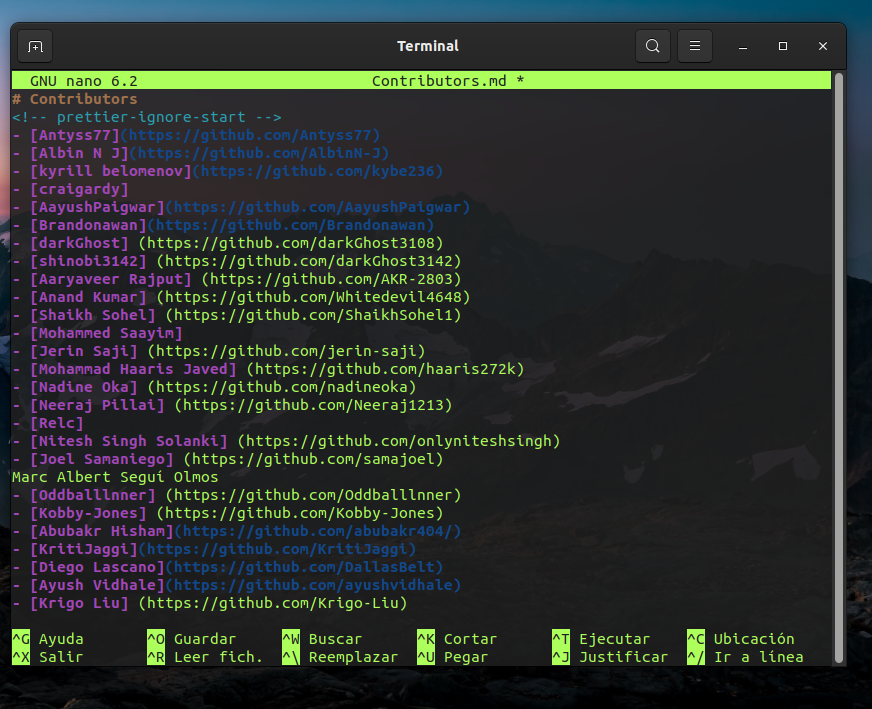 Terminal
GNU nano 6.2 Contributors.md *
# Contributors
<!-- prettier-ignore-start -->
- [Antyss77](https://github.com/Antyss77)
- [Albin N J](https://github.com/AlbinN-J)
- [kyrill belomenov](https://github.com/kybe236)
- [craigardy]
- [AayushPaigwar](https://github.com/AayushPaigwar)
- [Brandonawan](https://github.com/Brandonawan)
- [darkGhost] (https://github.com/darkGhost3108)
- [shinobi3142] (https://github.com/darkGhost3142)
- [Aaryaveer Rajput] (https://github.com/AKR-2803)
- [Anand Kumar] (https://github.com/Whitedevil4648)
- [Shaikh Sohel] (https://github.com/ShaikhSohel1)
- [Mohammed Saayim]
- [Jerin Saji] (https://github.com/jerin-saji)
- [Mohammad Haaris Javed] (https://github.com/haaris272k)
- [Nadine Oka] (https://github.com/nadineoka)
- [Neeraj Pillai] (https://github.com/Neeraj1213)
- [Relc]
- [Nitesh Singh Solanki] (https://github.com/onlyniteshsingh)
- [Joel Samaniego] (https://github.com/samajoel)
Marc Albert Seguí Olmos
- [Oddballlnner] (https://github.com/Oddballlnner)
- [Kobby-Jones] (https://github.com/Kobby-Jones)
- [Abubakr Hisham](https://github.com/abubakr404/)
- [KritiJaggi](https://github.com/KritiJaggi)
- [Diego Lascano](https://github.com/DallasBelt)
- [Ayush Vidhale](https://github.com/ayushvidhale)
- [Krigo Liu] (https://github.com/Krigo-Liu)
^G Ayuda ^O Guardar ^W Buscar ^K Cortar ^T Ejecutar ^C Ubicación
^X Salir ^R Leer fich. ^\ Reemplazar ^U Pegar ^J Justificar ^/ Ir a línea